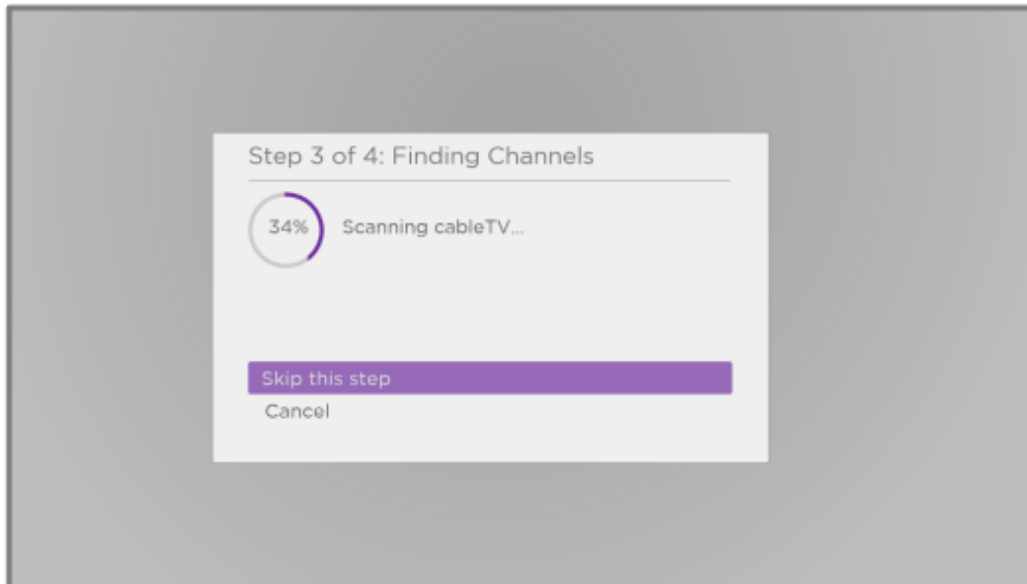 Step 3 of 4: Finding Channels
34%
Scanning cableTV...
Skip this step
Cancel